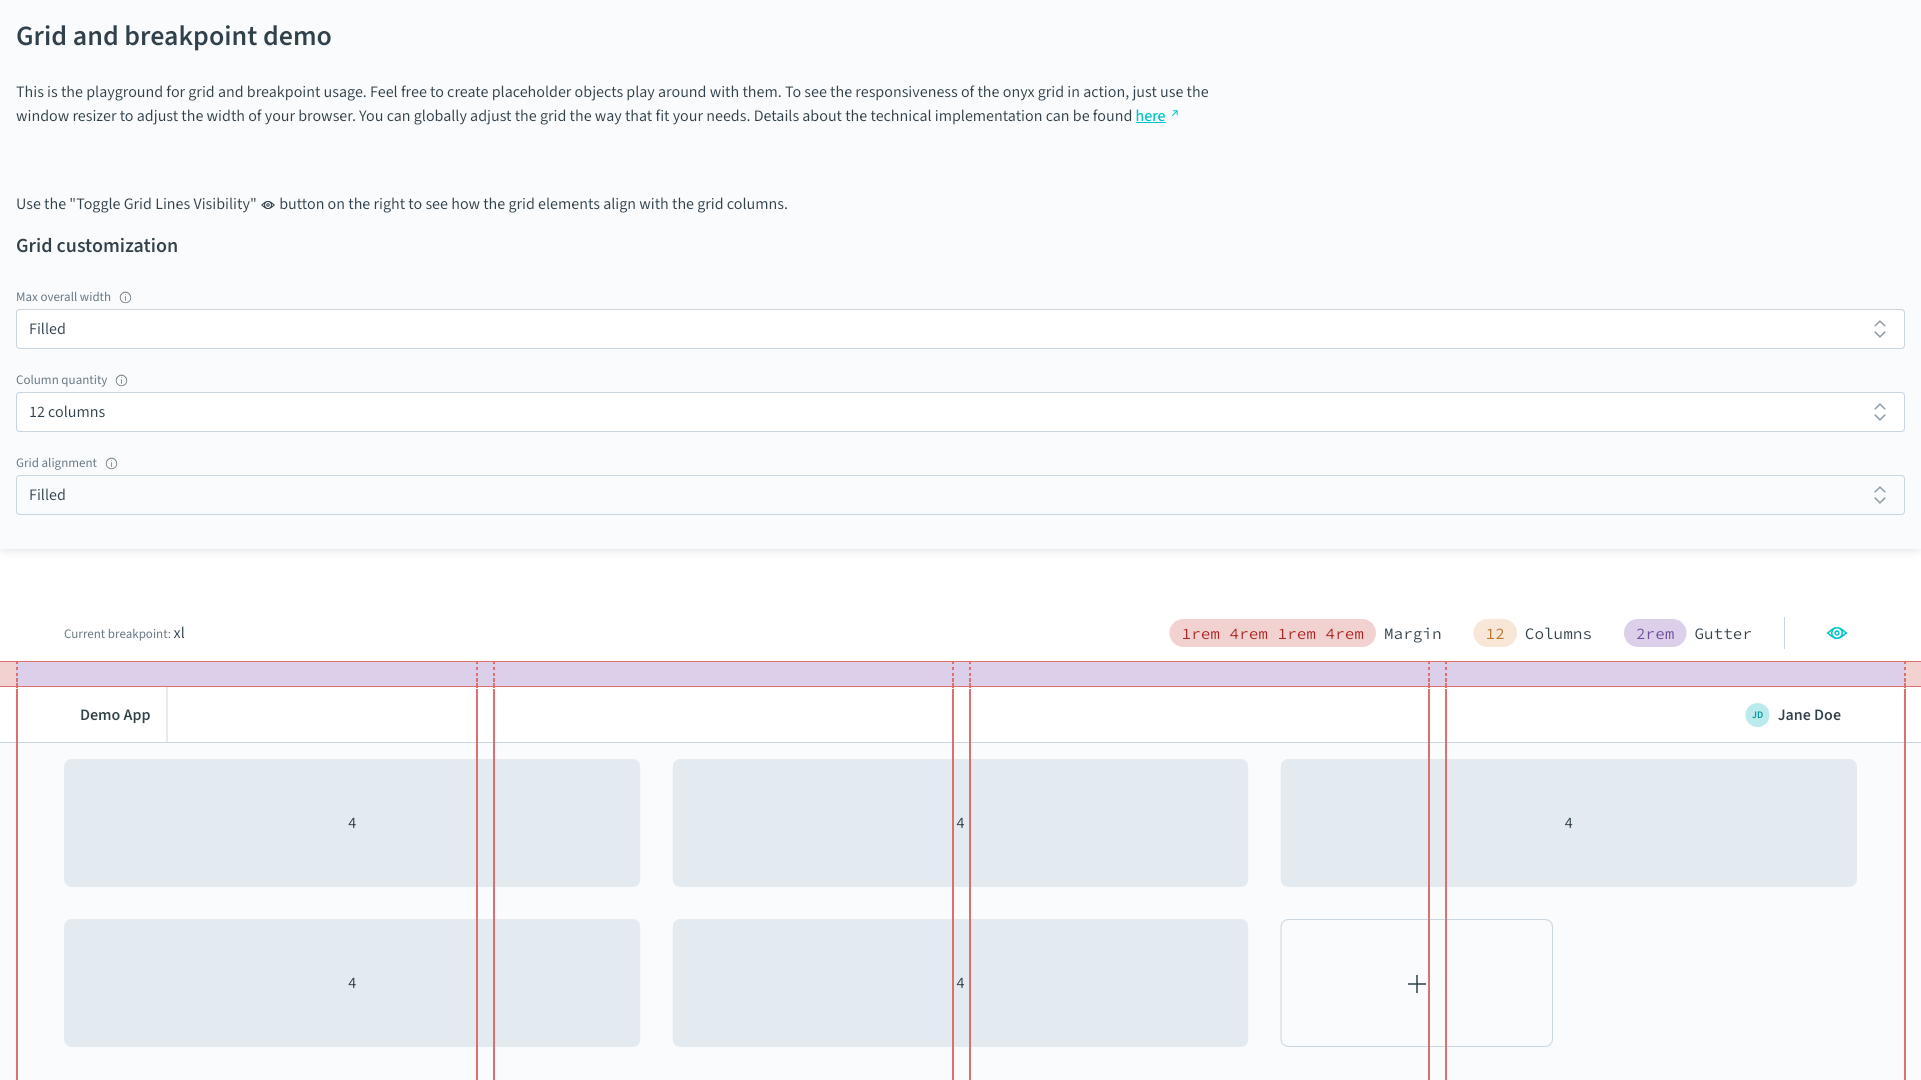 Grid and breakpoint demo
This is the playground for grid and breakpoint usage. Feel free to create placeholder objects play around with them. To see the responsiveness of the onyx grid in action, just use the
window resizer to adjust the width of your browser. You can globally adjust the grid the way that fit your needs. Details about the technical implementation can be found here
Use the "Toggle Grid Lines Visibility" button on the right to see how the grid elements align with the grid columns.
Grid customization
Max overall width
Filled
Column quantity
12 columns
Grid alignment
Filled
Current breakpoint: xl
1rem 4rem 1rem 4rem Margin 12 Columns 2rem Gutter
Demo App
JD Jane Doe
4 4 4
4 4